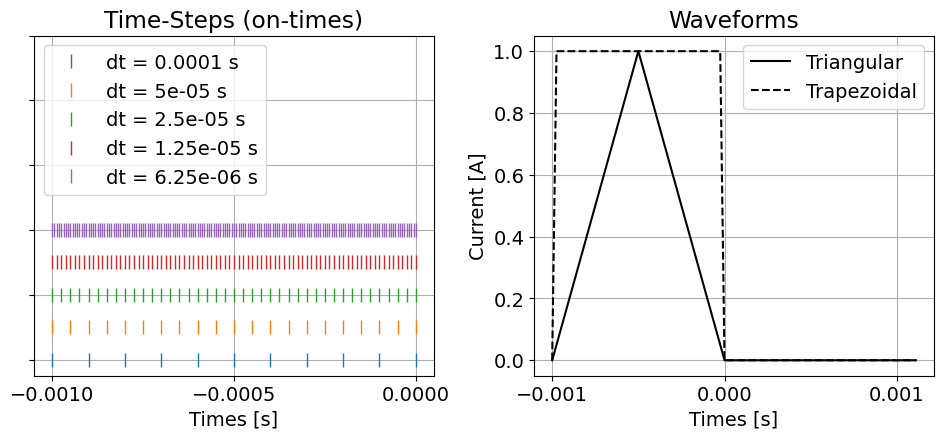 Time-Steps (on-times)
dt = 0.0001 s
dt = 5e-05 s
dt = 2.5e-05 s
dt = 1.25e-05 s
dt = 6.25e-06 s
−0.0010 −0.0005 0.0000
Times [s]
Waveforms
Triangular
Trapezoidal
Current [A]
1.0
0.8
0.6
0.4
0.2
0.0
−0.001 0.000 0.001
Times [s]